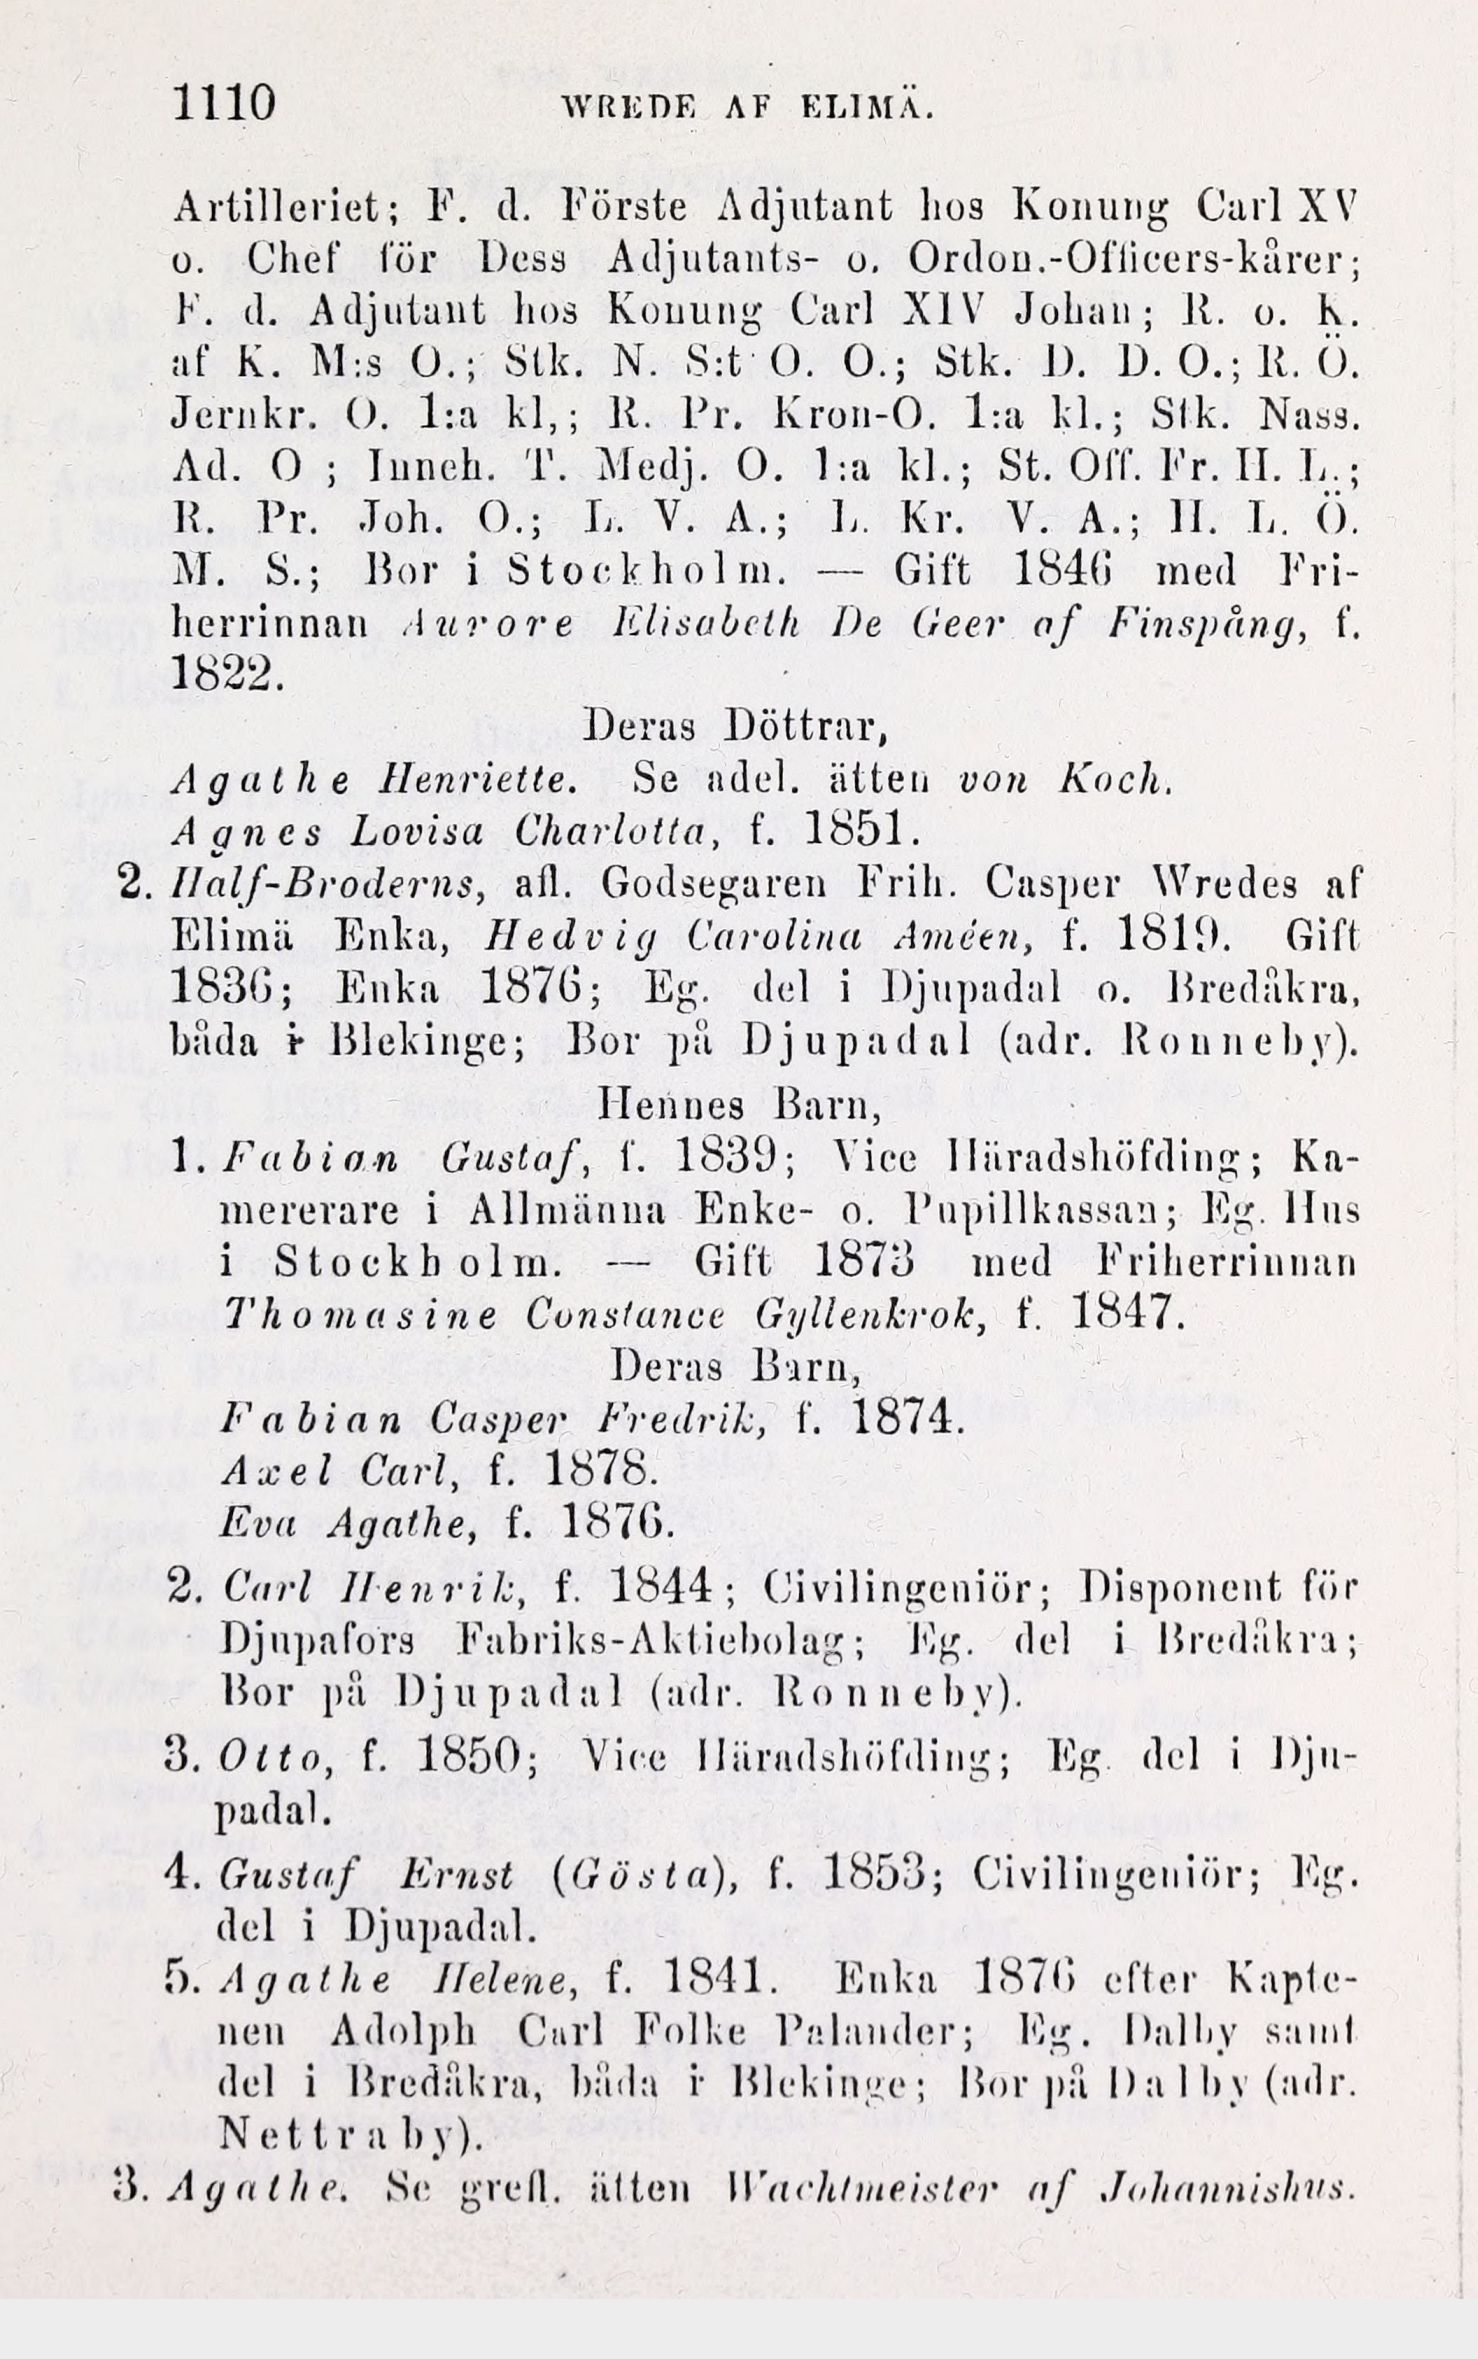 1110 WREDE AF ELIMÄ.
Artilleriet; F. d. Förste Adjutant hos Konung Carl XV
o. Chef för Dess Adjutants- o. Ordon.-Officers-kårer;
F. d. Adjutant hos Konung Carl XIV Johan; R. o. K.
af K. M:s O.; Stk. N. S:t O. O.; Stk. D. D. O.; R. Ö.
Jernkr. O. 1:a kl,; R. Pr. Kron-O. 1:a kl.; Stk. Nass.
Ad. O ; Inneh. T. Medj. O. 1:a kl.; St. Off. Fr. H. L.;
R. Pr. Joh. O.; L. V. A.; L. Kr. V. A.; H. L. Ö.
M. S.; Bor i Stockholm. — Gift 1846 med Fri-
herrinnan Aurore Elisabeth De Geer af Finspång, f.
1822.
Deras Döttrar,
Agathe Henriette. Se adel. ätten von Koch.
Agnes Lovisa Charlotta, f. 1851.
2. Half-Broderns, afl. Godsegaren Frih. Casper Wredes af
Elimä Enka, Hedvig Carolina Améen, f. 1819. Gift
1836; Enka 1876; Eg. del i Djupadal o. Bredåkra,
båda i Blekinge; Bor på Djupadal (adr. Ronneby).
Hennes Barn,
1. Fabian Gustaf, f. 1839; Vice Häradshöfding; Ka-
mererare i Allmänna Enke- o. Pupillkassan; Eg. Hus
i Stockholm. — Gift 1873 med Friherrinnan
Thomasine Constance Gyllenkrok, f. 1847.
Deras Barn,
Fabian Casper Fredrik, f. 1874.
Axel Carl, f. 1878.
Eva Agathe, f. 1876.
2. Carl Henrik, f. 1844; Civilingeniör; Disponent för
Djupafors Fabriks-Aktiebolag; Eg. del i Bredåkra;
Bor på Djupadal (adr. Ronneby).
3. Otto, f. 1850; Vice Häradshöfding; Eg. del i Dju-
padal.
4. Gustaf Ernst (Gösta), f. 1853; Civilingeniör; Eg.
del i Djupadal.
5. Agathe Helene, f. 1841. Enka 1876 efter Kapte-
nen Adolph Carl Folke Palander; Eg. Dalby samt
del i Bredåkra, båda i Blekinge; Bor på Dalby (adr.
Nettraby).
3. Agathe. Se grefl. ätten Wachtmeister af Johannishus.